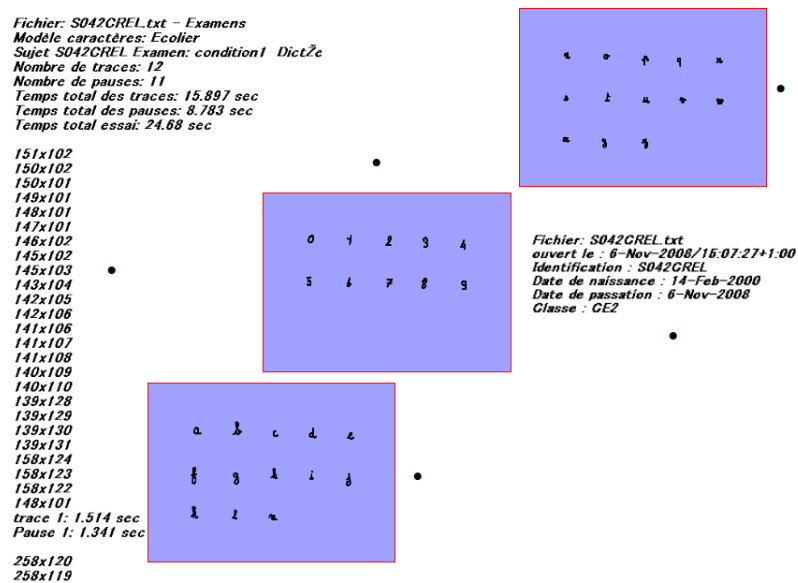 Fichier: S042CREL.txt - Examens
Modèle caractères: Ecolier
Sujet S042CREL Examen: condition1 DictŽe
Nombre de traces: 12
Nombre de pauses: 11
Temps total des traces: 15.897 sec
Temps total des pauses: 8.783 sec
Temps total essai: 24.68 sec
151x102
150x102
150x101
149x101
148x101
147x101
146x102
145x102
145x103
143x104
142x105
142x106
141x106
141x107
141x108
140x109
140x110
139x128
139x129
139x130
139x131
158x124
158x123
158x122
148x101
trace 1: 1.514 sec
Pause 1: 1.341 sec
258x120
258x119
o p q
s t u v w
y z
0 1 2 3 4
5 6 7 8 9
Fichier: S042CREL.txt
ouvert le : 6-Nov-2008/15:07:27+1:00
Identification : S042CREL
Date de naissance : 14-Feb-2000
Date de passation : 6-Nov-2008
Classe : CE2
a b c d e
f g h i j
k l m